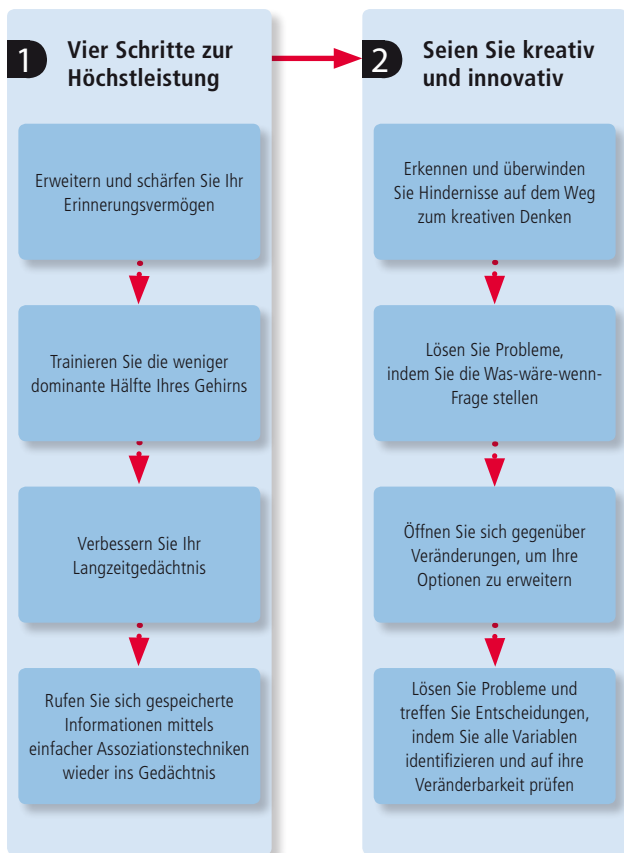 1
Vier Schritte zur
Höchstleistung
Erweitern und schärfen Sie Ihr
Erinnerungsvermögen
Trainieren Sie die weniger
dominante Hälfte Ihres Gehirns
Verbessern Sie Ihr
Langzeitgedächtnis
Rufen Sie sich gespeicherte
Informationen mittels
einfacher Assoziationstechniken
wieder ins Gedächtnis
2
Seien Sie kreativ
und innovativ
Erkennen und überwinden
Sie Hindernisse auf dem Weg
zum kreativen Denken
Lösen Sie Probleme,
indem Sie die Was-wäre-wenn-
Frage stellen
Öffnen Sie sich gegenüber
Veränderungen, um Ihre
Optionen zu erweitern
Lösen Sie Probleme und
treffen Sie Entscheidungen,
indem Sie alle Variablen
identifizieren und auf ihre
Veränderbarkeit prüfen